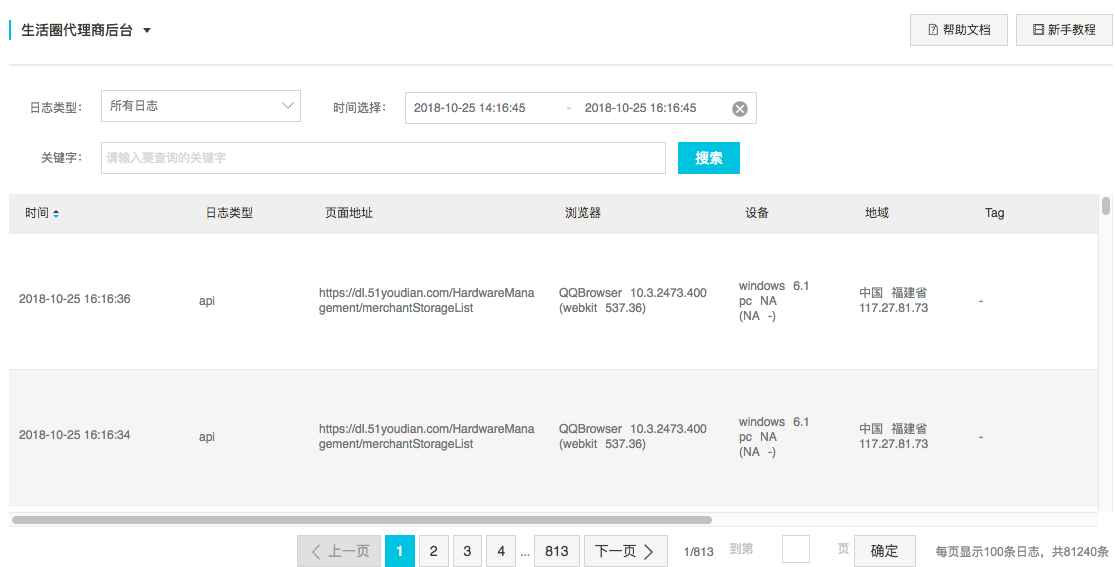 生活圈代理商后台
帮助文档
新手教程
日志类型：
所有日志
时间选择：
2018-10-25 14:16:45 - 2018-10-25 16:16:45
关键字：
请输入要查询的关键字
搜索
时间 日志类型 页面地址 浏览器 设备 地域 Tag
2018-10-25 16:16:36
api
https://dl.51youdian.com/HardwareMana
gement/merchantStorageList
QQBrowser 10.3.2473.400
(webkit 537.36)
windows 6.1
pc NA
(NA -)
中国 福建省
117.27.81.73
-
2018-10-25 16:16:34
api
https://dl.51youdian.com/HardwareMana
gement/merchantStorageList
QQBrowser 10.3.2473.400
(webkit 537.36)
windows 6.1
pc NA
(NA -)
中国 福建省
117.27.81.73
-
上一页 1 2 3 4 ... 813 下一页 1/813 到第 页 确定 每页显示100条日志，共81240条